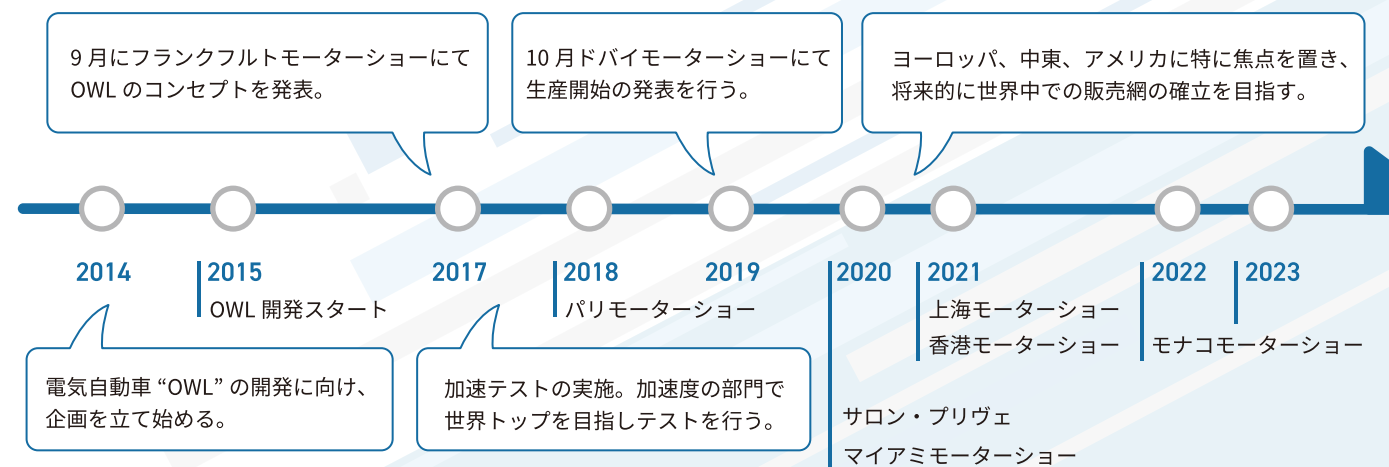 9 月にフランクフルトモーターショーにて
OWL のコンセプトを発表。
10 月ドバイモーターショーにて
生産開始の発表を行う。
ヨーロッパ、中東、アメリカに特に焦点を置き、
将来的に世界中での販売網の確立を目指す。
2014
2015
2017
2018
2019
2020
2021
2022
2023
OWL 開発スタート
パリモーターショー
上海モーターショー
香港モーターショー
モナコモーターショー
電気自動車 “OWL” の開発に向け、
企画を立て始める。
加速テストの実施。加速度の部門で
世界トップを目指しテストを行う。
サロン・プリヴェ
マイアミモーターショー